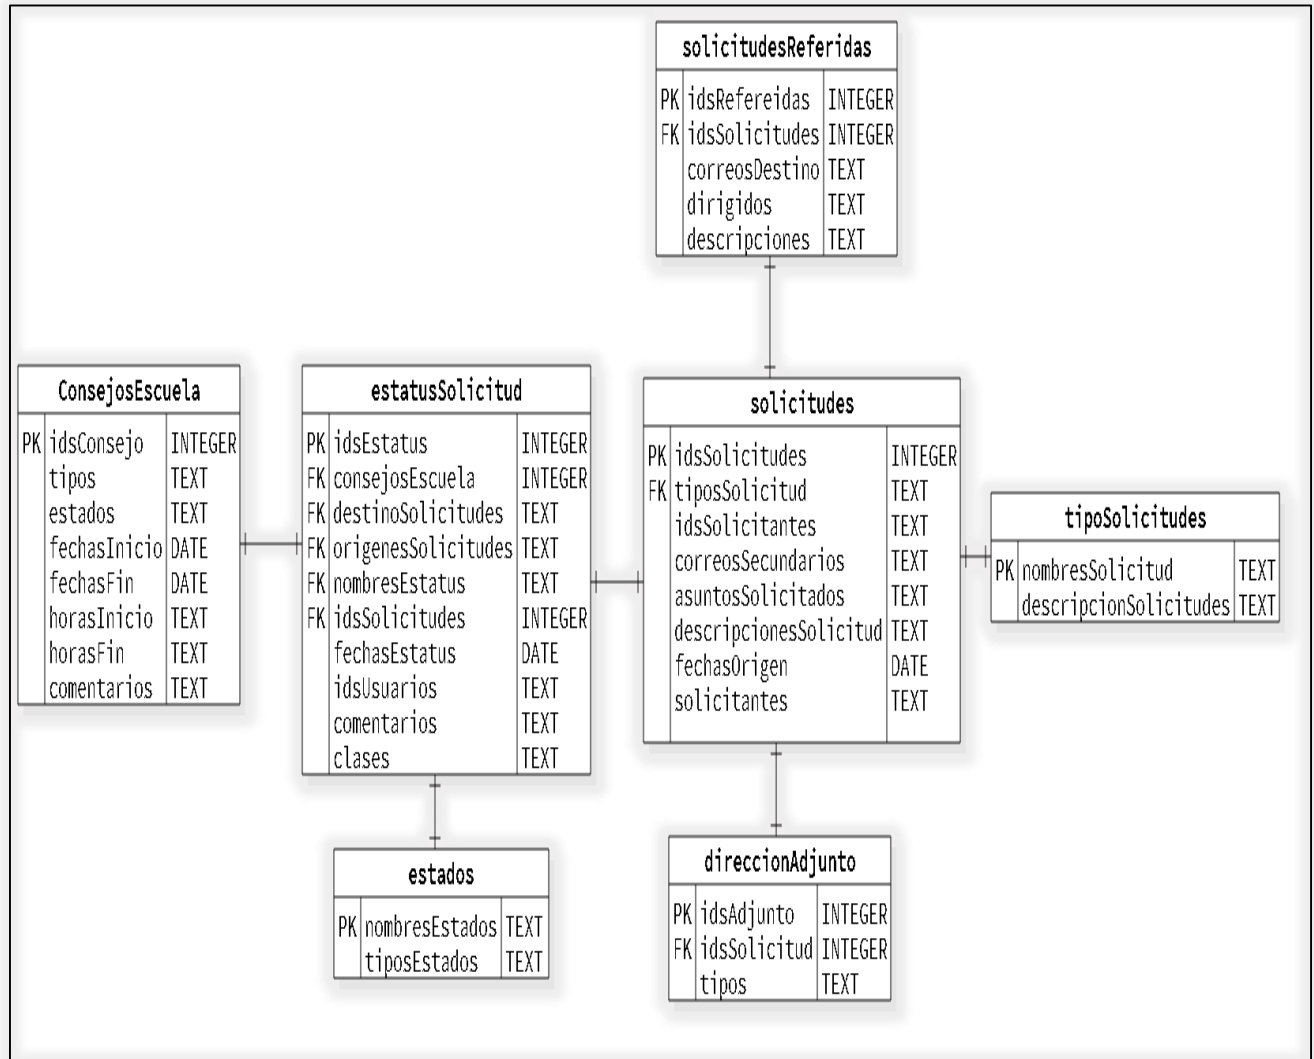 solicitudesReferidas
PK idsRefereidas INTEGER
FK idsSolicitudes INTEGER
correosDestino TEXT
dirigidos TEXT
descripciones TEXT
ConsejosEscuela
PK idsConsejo INTEGER
tipos TEXT
estados TEXT
fechasInicio DATE
fechasFin DATE
horasInicio TEXT
horasFin TEXT
comentarios TEXT
estatusSolicitud
PK idsEstatus INTEGER
FK consejosEscuela INTEGER
FK destinoSolicitudes TEXT
FK origenesSolicitudes TEXT
FK nombresEstatus TEXT
FK idsSolicitudes INTEGER
fechasEstatus DATE
idsUsuarios TEXT
comentarios TEXT
clases TEXT
solicitudes
PK idsSolicitudes INTEGER
FK tiposSolicitud TEXT
idsSolicitantes TEXT
correosSecundarios TEXT
asuntosSolicitados TEXT
descripcionesSolicitud TEXT
fechasOrigen DATE
solicitantes TEXT
tipoSolicitudes
PK nombresSolicitud TEXT
descripcionSolicitudes TEXT
estados
PK nombresEstados TEXT
tiposEstados TEXT
direccionAdjunto
PK idsAdjunto INTEGER
FK idsSolicitud INTEGER
tipos TEXT